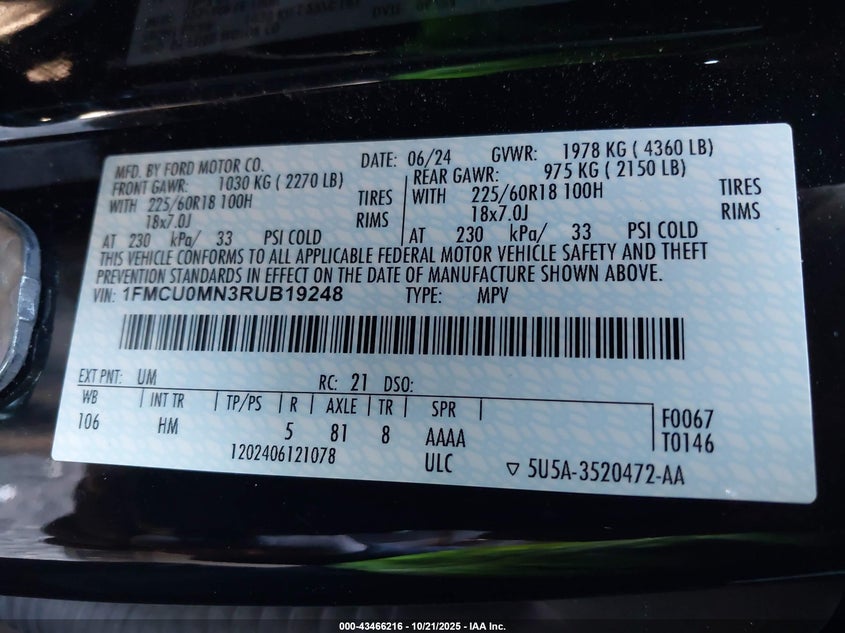 MFD. BY FORD MOTOR CO. DATE: 06/24 GVWR: 1978 KG ( 4360 LB)
FRONT GAWR: 1030 KG ( 2270 LB) REAR GAWR: 975 KG ( 2150 LB)
WITH 225/60R18 100H TIRES WITH 225/60R18 100H TIRES
18x7.0J RIMS 18x7.0J RIMS
AT 230 kPa/ 33 PSI COLD AT 230 kPa/ 33 PSI COLD
THIS VEHICLE CONFORMS TO ALL APPLICABLE FEDERAL MOTOR VEHICLE SAFETY AND THEFT
PREVENTION STANDARDS IN EFFECT ON THE DATE OF MANUFACTURE SHOWN ABOVE.
VIN: 1FMCU0MN3RUB19248 TYPE: MPV
EXT PNT: UM RC: 21 DSO:
WB INT TR TP/PS R AXLE TR SPR F0067
106 HM 5 81 8 AAAA T0146
1202406121078 ULC 5U5A-3520472-AA
000-43466216 - 10/21/2025 - IAA Inc.